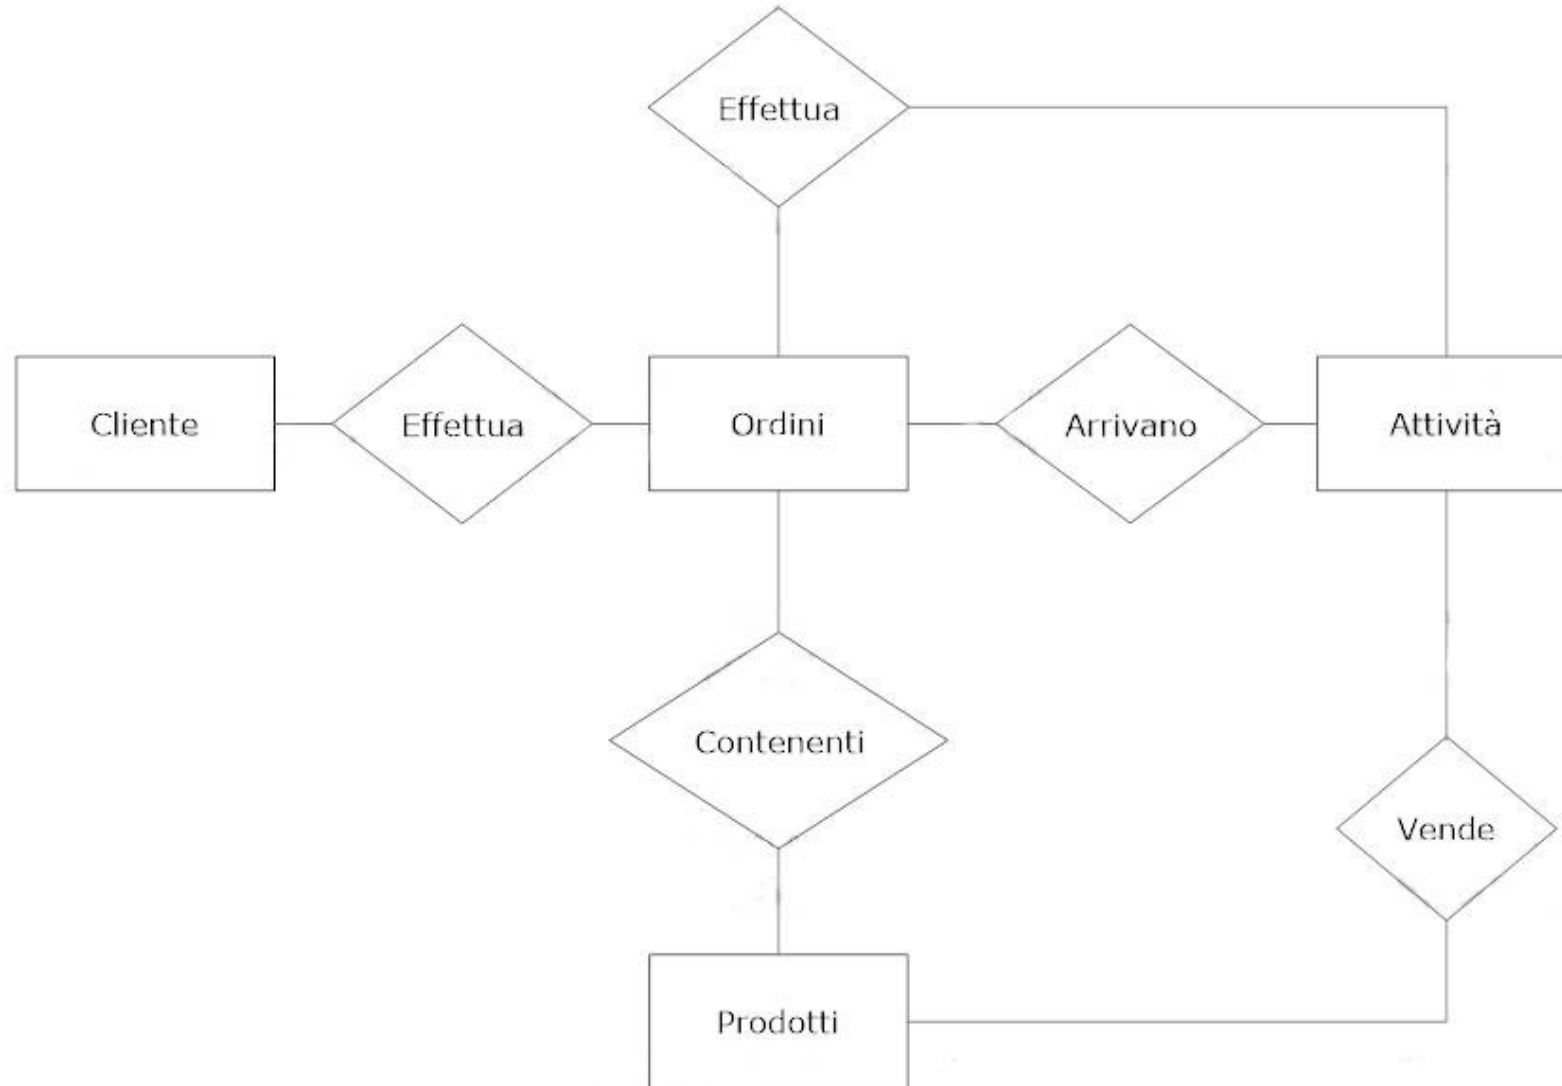 Effettua
Cliente
Effettua
Ordini
Arrivano
Attività
Contenenti
Vende
Prodotti